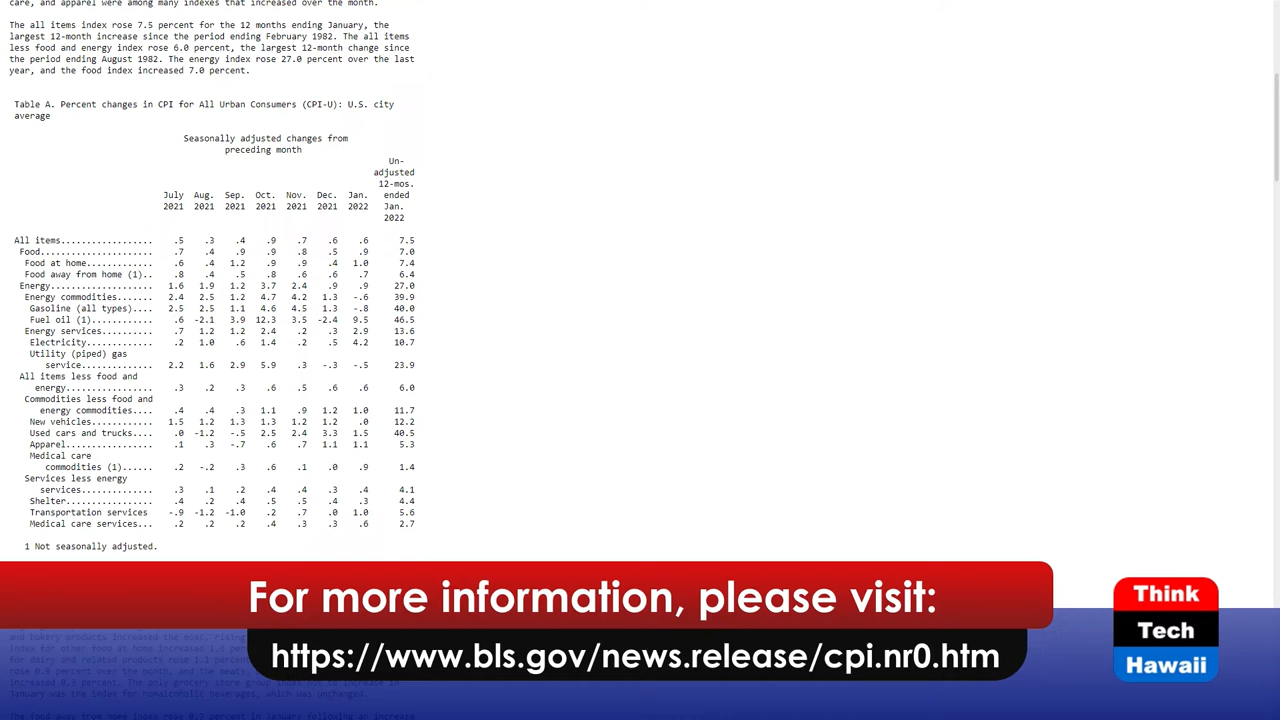 care, and apparel were among many indexes that increased over the month.
The all items index rose 7.5 percent for the 12 months ending January, the
largest 12-month increase since the period ending February 1982. The all items
less food and energy index rose 6.0 percent, the largest 12-month change since
the period ending August 1982. The energy index rose 27.0 percent over the last
year, and the food index increased 7.0 percent.
Table A. Percent changes in CPI for All Urban Consumers (CPI-U): U.S. city
average
Seasonally adjusted changes from
preceding month
Un-
adjusted
12-mos.
July Aug. Sep. Oct. Nov. Dec. Jan. ended
2021 2021 2021 2021 2021 2021 2022 Jan.
2022
All items.................. .5 .3 .4 .9 .7 .6 .6 7.5
Food...................... .7 .4 .9 .9 .8 .5 .9 7.0
Food at home............. .6 .4 1.2 .9 .9 .4 1.0 7.4
Food away from home (1).. .8 .4 .5 .8 .6 .6 .7 6.4
Energy.................... 1.6 1.9 1.2 3.7 2.4 .9 .9 27.0
Energy commodities....... 2.4 2.5 1.2 4.7 4.2 1.3 -.6 39.9
Gasoline (all types).... 2.5 2.5 1.1 4.6 4.5 1.3 -.8 40.0
Fuel oil (1)............ .6 -2.1 3.9 12.3 3.5 -2.4 9.5 46.5
Energy services.......... .7 1.2 1.2 2.4 .2 .3 2.9 13.6
Electricity............. .2 1.0 .6 1.4 .2 .5 4.2 10.7
Utility (piped) gas
service.............. 2.2 1.6 2.9 5.9 .3 -.3 -.5 23.9
All items less food and
energy................. .3 .2 .3 .6 .5 .6 .6 6.0
Commodities less food and
energy commodities.... .4 .4 .3 1.1 .9 1.2 1.0 11.7
New vehicles............ 1.5 1.2 1.3 1.3 1.2 1.2 .0 12.2
Used cars and trucks.... .0 -1.2 -.5 2.5 2.4 3.3 1.5 40.5
Apparel................. .1 .3 -.7 .6 .7 1.1 1.1 5.3
Medical care
commodities (1)...... .2 -.2 .3 .6 .1 .0 .9 1.4
Services less energy
services.............. .3 .1 .2 .4 .4 .3 .4 4.1
Shelter................. .4 .2 .4 .5 .5 .4 .3 4.4
Transportation services -.9 -1.2 -1.0 .2 .7 .0 1.0 5.6
Medical care services... .2 .2 .2 .4 .3 .3 .6 2.7
1 Not seasonally adjusted.
For more information, please visit:
https://www.bls.gov/news.release/cpi.nr0.htm
Think
Tech
Hawaii